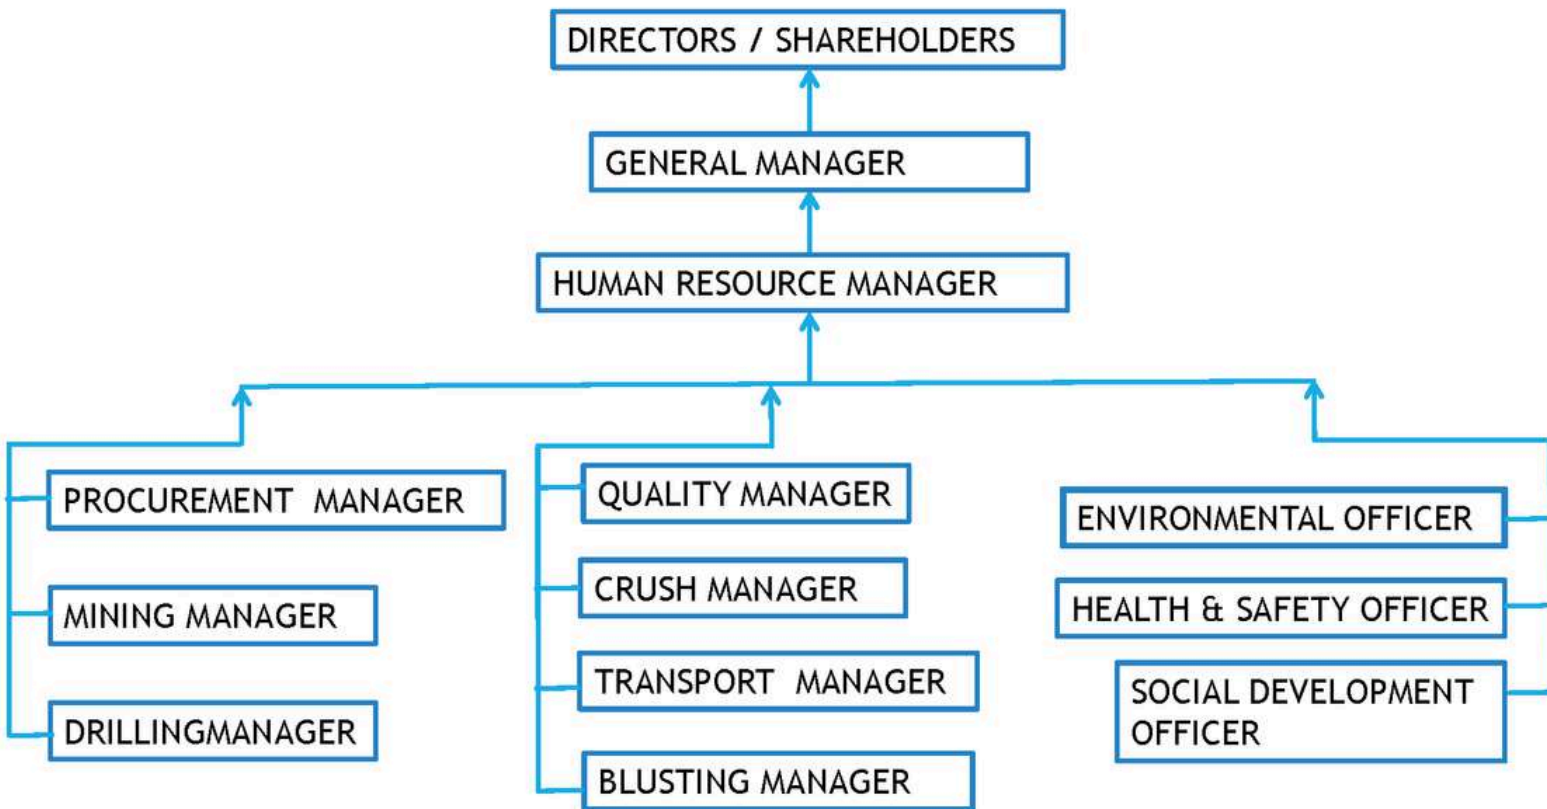 DIRECTORS / SHAREHOLDERS
GENERAL MANAGER
HUMAN RESOURCE MANAGER
PROCUREMENT MANAGER
MINING MANAGER
DRILLINGMANAGER
QUALITY MANAGER
CRUSH MANAGER
TRANSPORT MANAGER
BLUSTING MANAGER
ENVIRONMENTAL OFFICER
HEALTH & SAFETY OFFICER
SOCIAL DEVELOPMENT
OFFICER